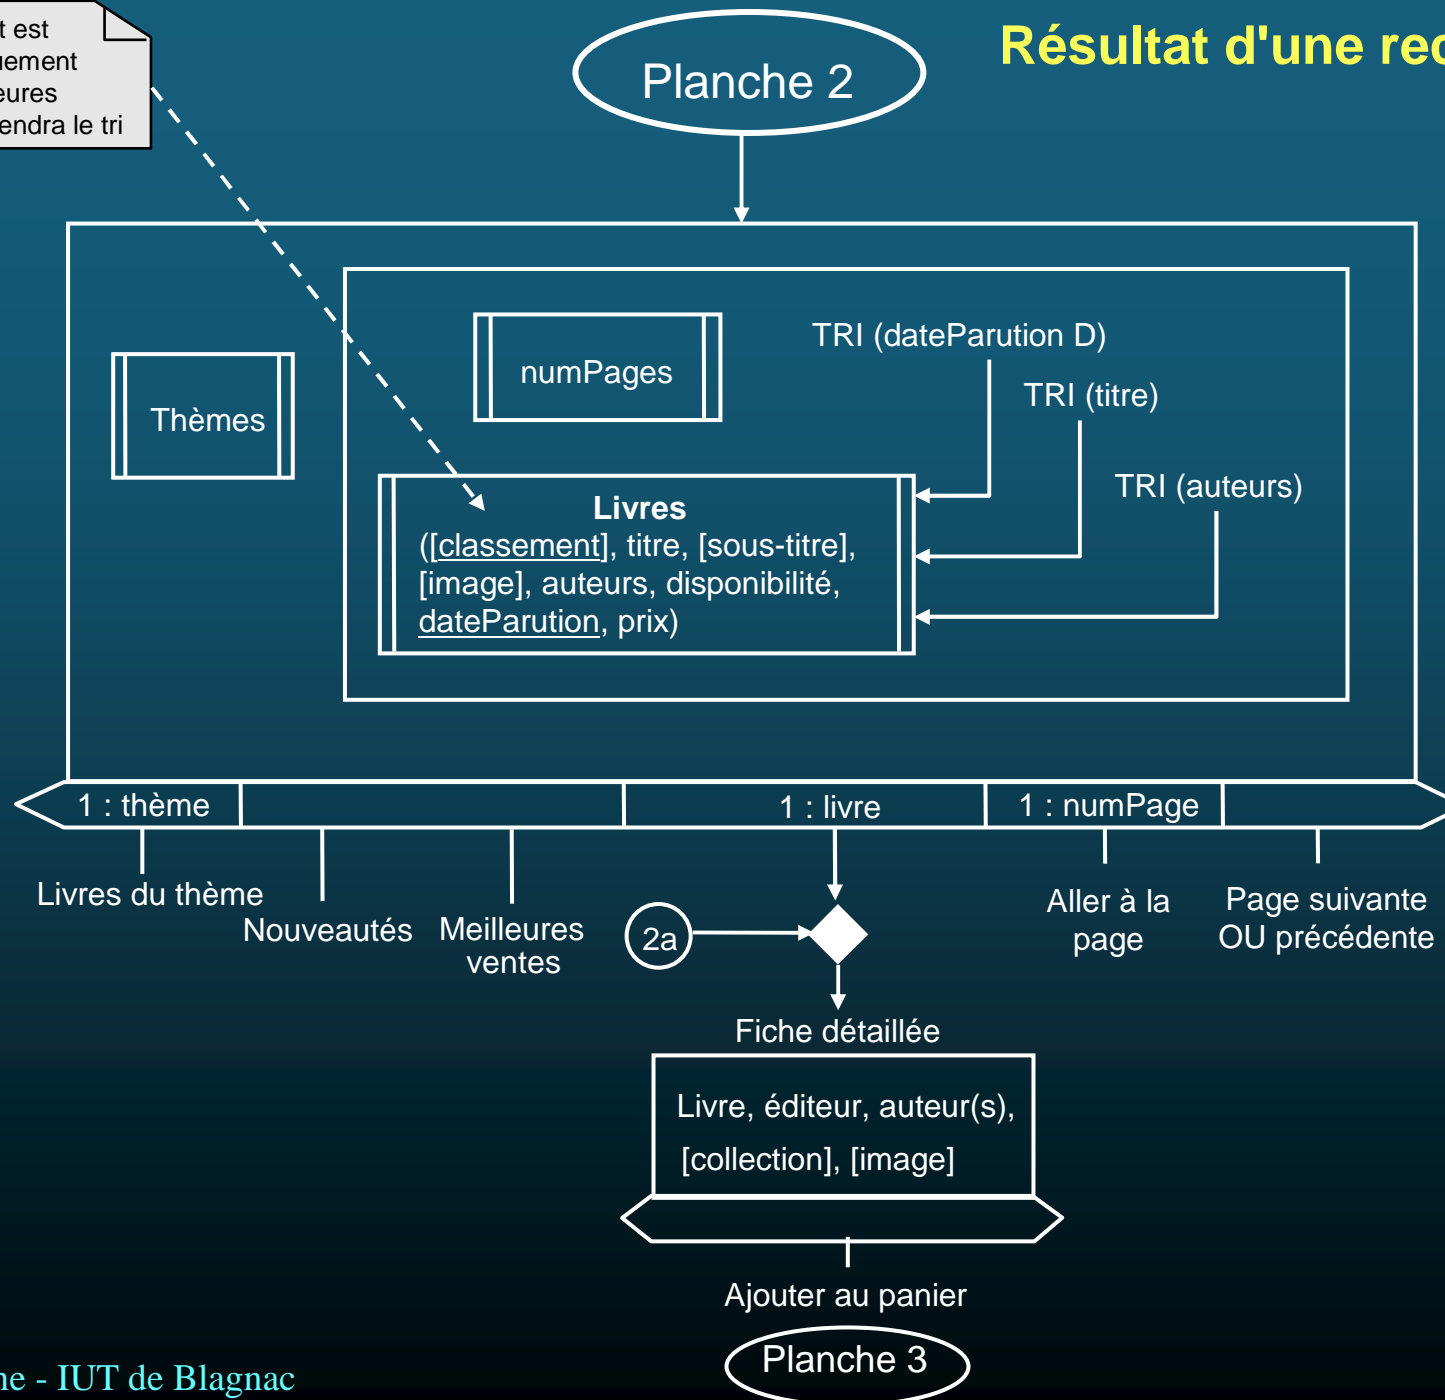 t est
uement
eures
endra le tri
Planche 2
Résultat d'une rec
Thèmes
numPages
TRI (dateParution D)
TRI (titre)
TRI (auteurs)
Livres
([classement], titre, [sous-titre],
[image], auteurs, disponibilité,
dateParution, prix)
1 : thème
1 : livre
1 : numPage
Livres du thème
Nouveautés
Meilleures
ventes
2a
Aller à la
page
Page suivante
OU précédente
Fiche détaillée
Livre, éditeur, auteur(s),
[collection], [image]
Ajouter au panier
Planche 3
ne - IUT de Blagnac